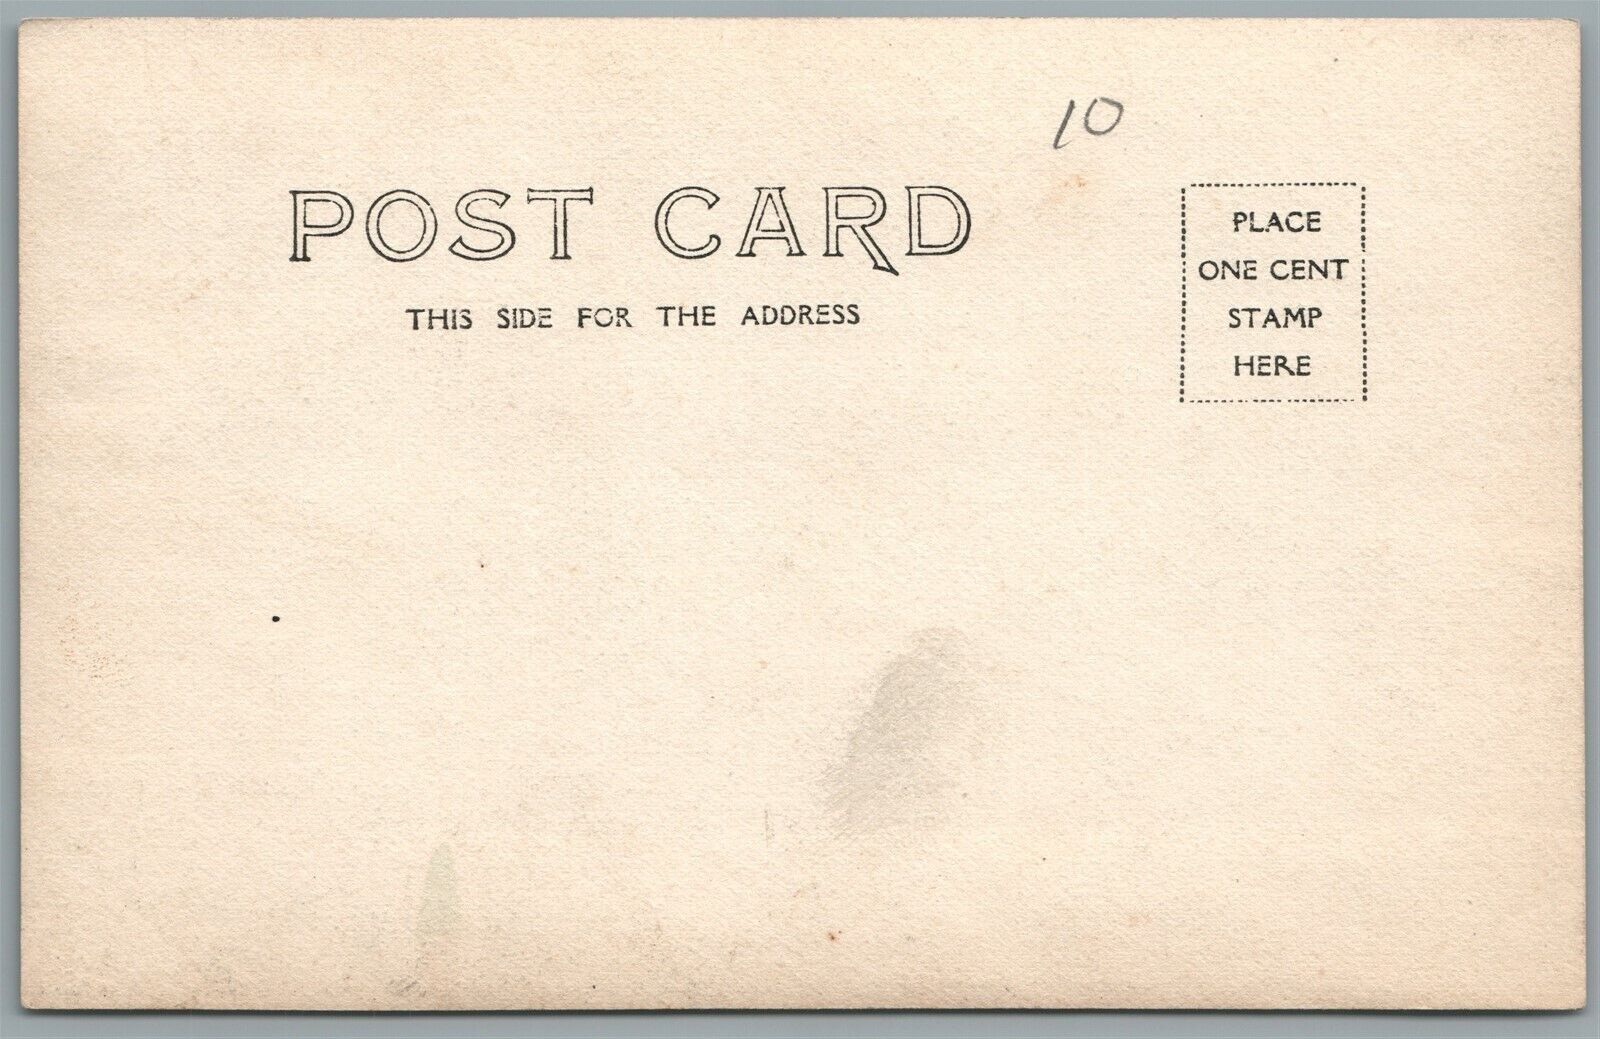 10
POST CARD
THIS SIDE FOR THE ADDRESS
PLACE
ONE CENT
STAMP
HERE